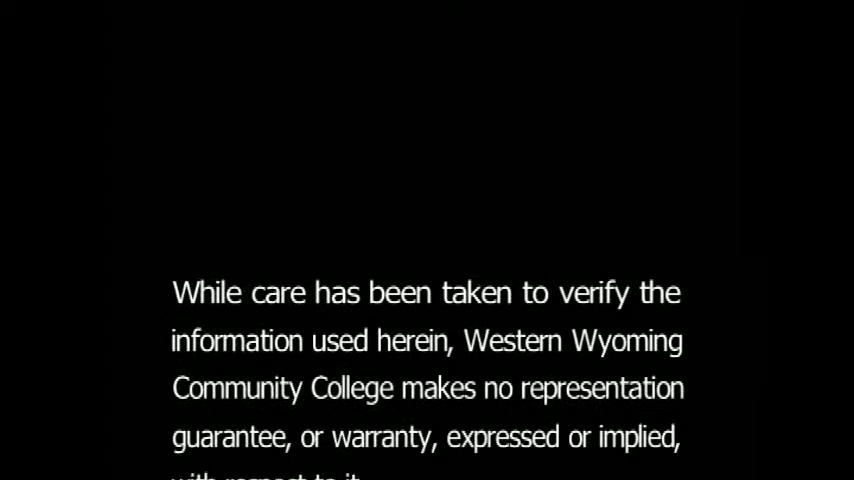 While care has been taken to verify the
information used herein, Western Wyoming
Community College makes no representation
guarantee, or warranty, expressed or implied,
with respect to it